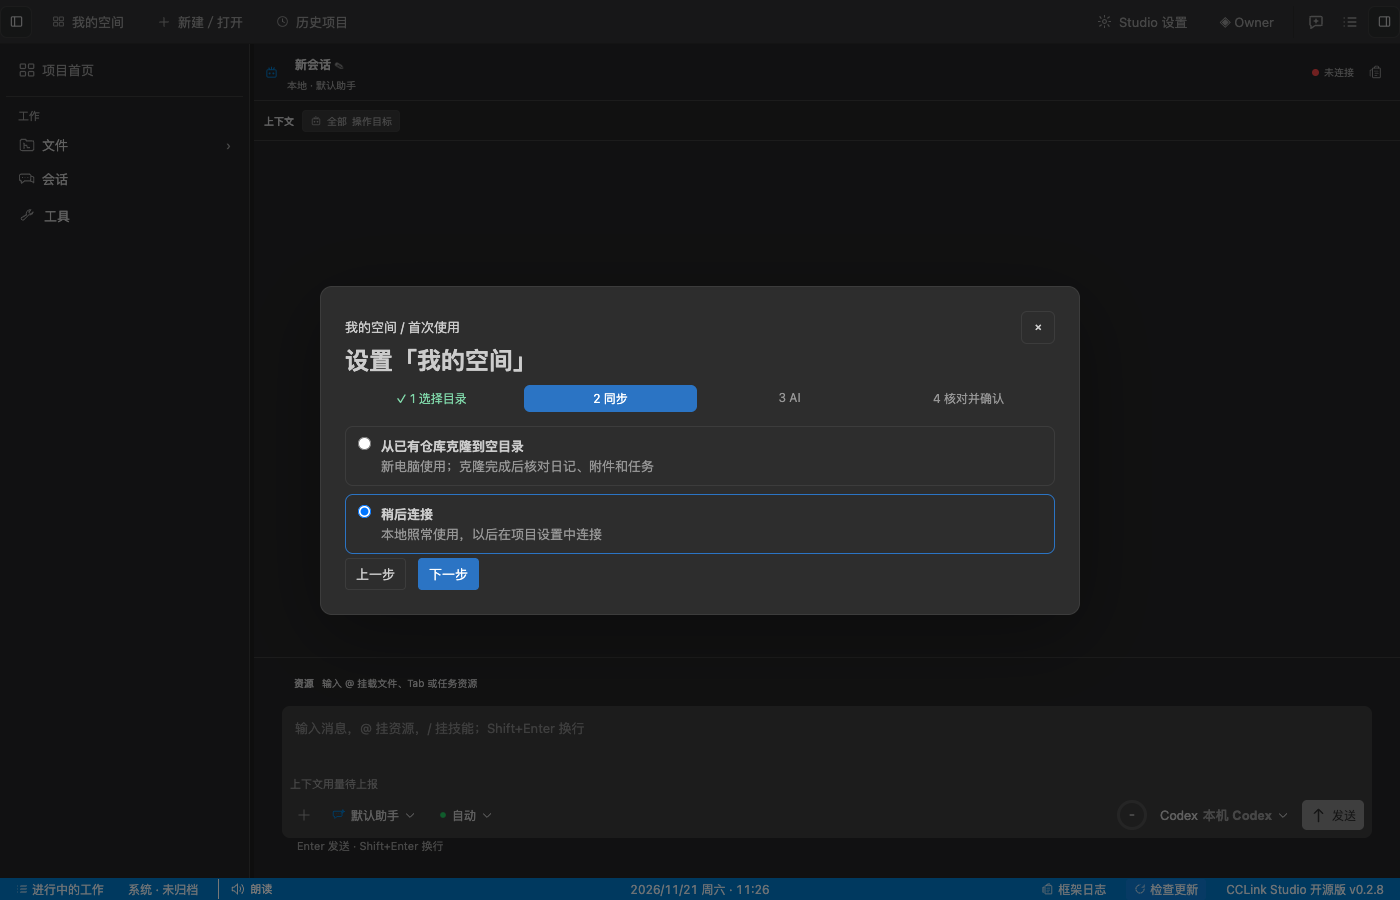 我的空间
新建 / 打开
历史项目
Studio 设置
Owner
项目首页
工作
文件
会话
工具
新会话
本地 · 默认助手
未连接
上下文
全部 操作目标
我的空间 / 首次使用
设置「我的空间」
✓ 1 选择目录
2 同步
3 AI
4 核对并确认
从已有仓库克隆到空目录
新电脑使用；克隆完成后核对日记、附件和任务
稍后连接
本地照常使用，以后在项目设置中连接
上一步
下一步
资源 输入 @ 挂载文件、Tab 或任务资源
输入消息，@ 挂资源，/ 挂技能；Shift+Enter 换行
上下文用量待上报
默认助手
自动
Codex 本机 Codex
发送
Enter 发送 · Shift+Enter 换行
进行中的工作
系统 · 未归档
朗读
2026/11/21 周六 · 11:26
框架日志
检查更新
CCLink Studio 开源版 v0.2.8